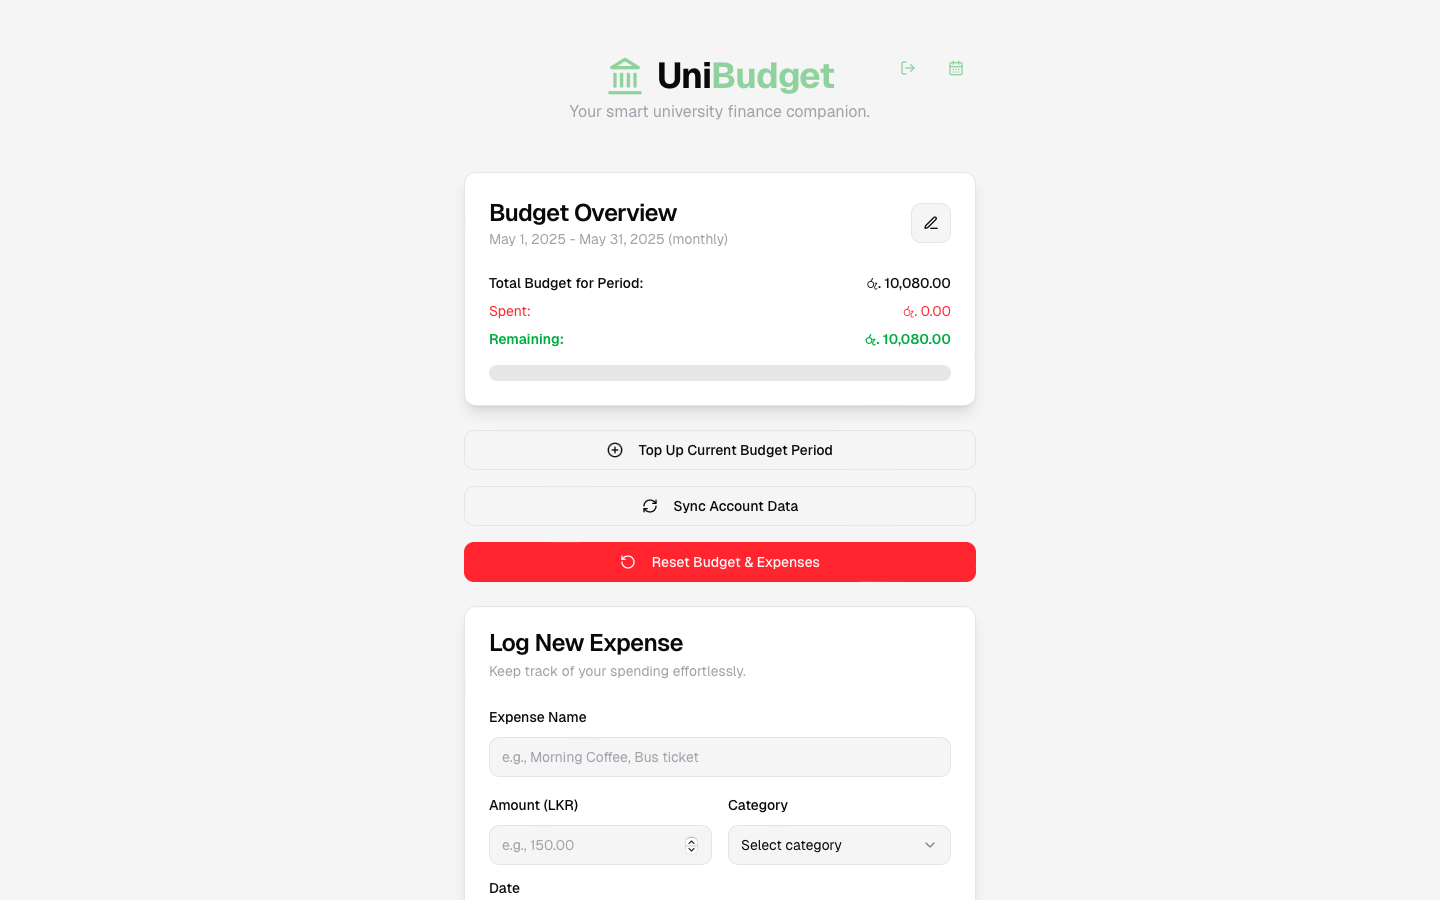 UniBudget
Your smart university finance companion.
Budget Overview
May 1, 2025 - May 31, 2025 (monthly)
Total Budget for Period: රු. 10,080.00
Spent: රු. 0.00
Remaining: රු. 10,080.00
Top Up Current Budget Period
Sync Account Data
Reset Budget & Expenses
Log New Expense
Keep track of your spending effortlessly.
Expense Name
e.g., Morning Coffee, Bus ticket
Amount (LKR) Category
e.g., 150.00 Select category
Date